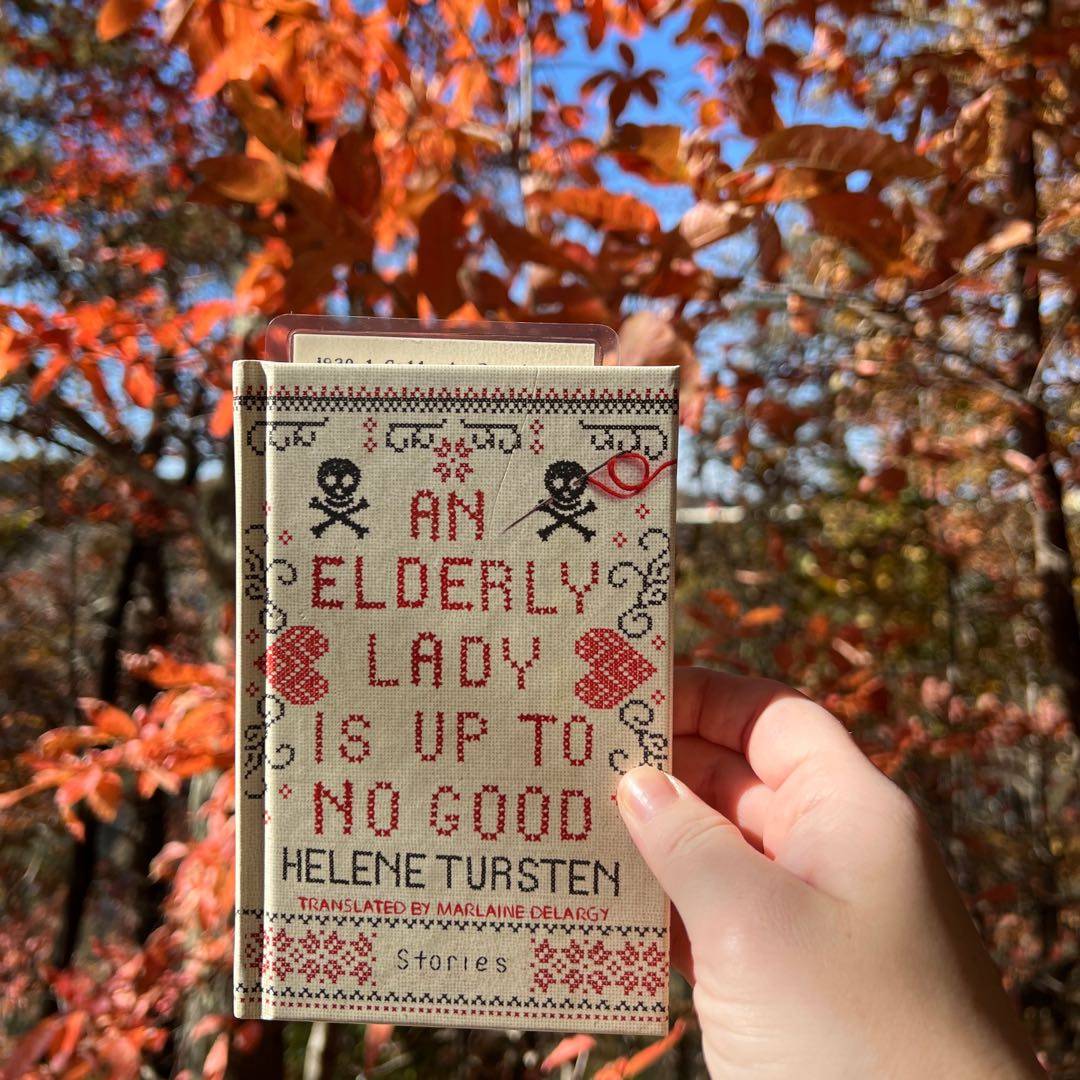 AN
ELDERLY
LADY
IS UP TO
NO GOOD
HELENE TURSTEN
TRANSLATED BY MARLAINE DELARGY
Stories